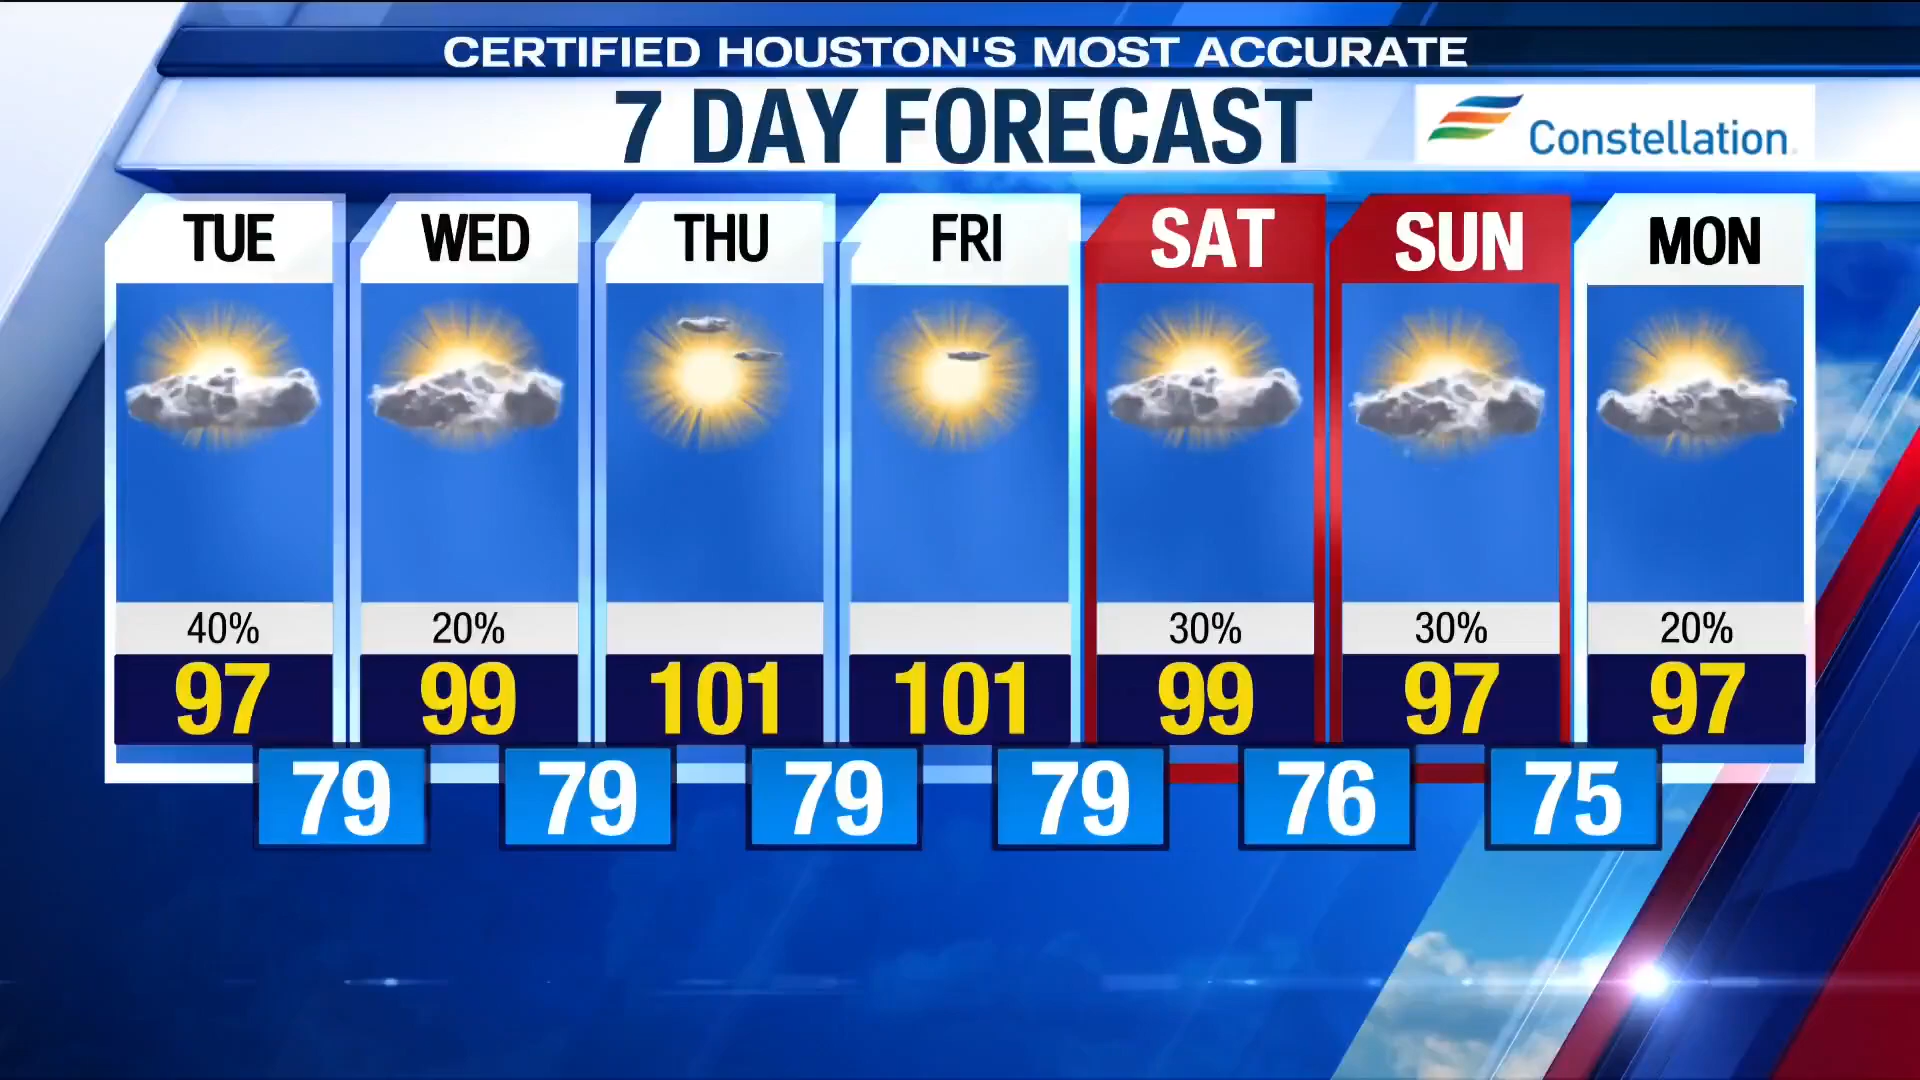 CERTIFIED HOUSTON'S MOST ACCURATE
7 DAY FORECAST
Constellation
TUE WED THU FRI SAT SUN MON
40% 20% 30% 30% 20%
97 99 101 101 99 97 97
79 79 79 79 76 75